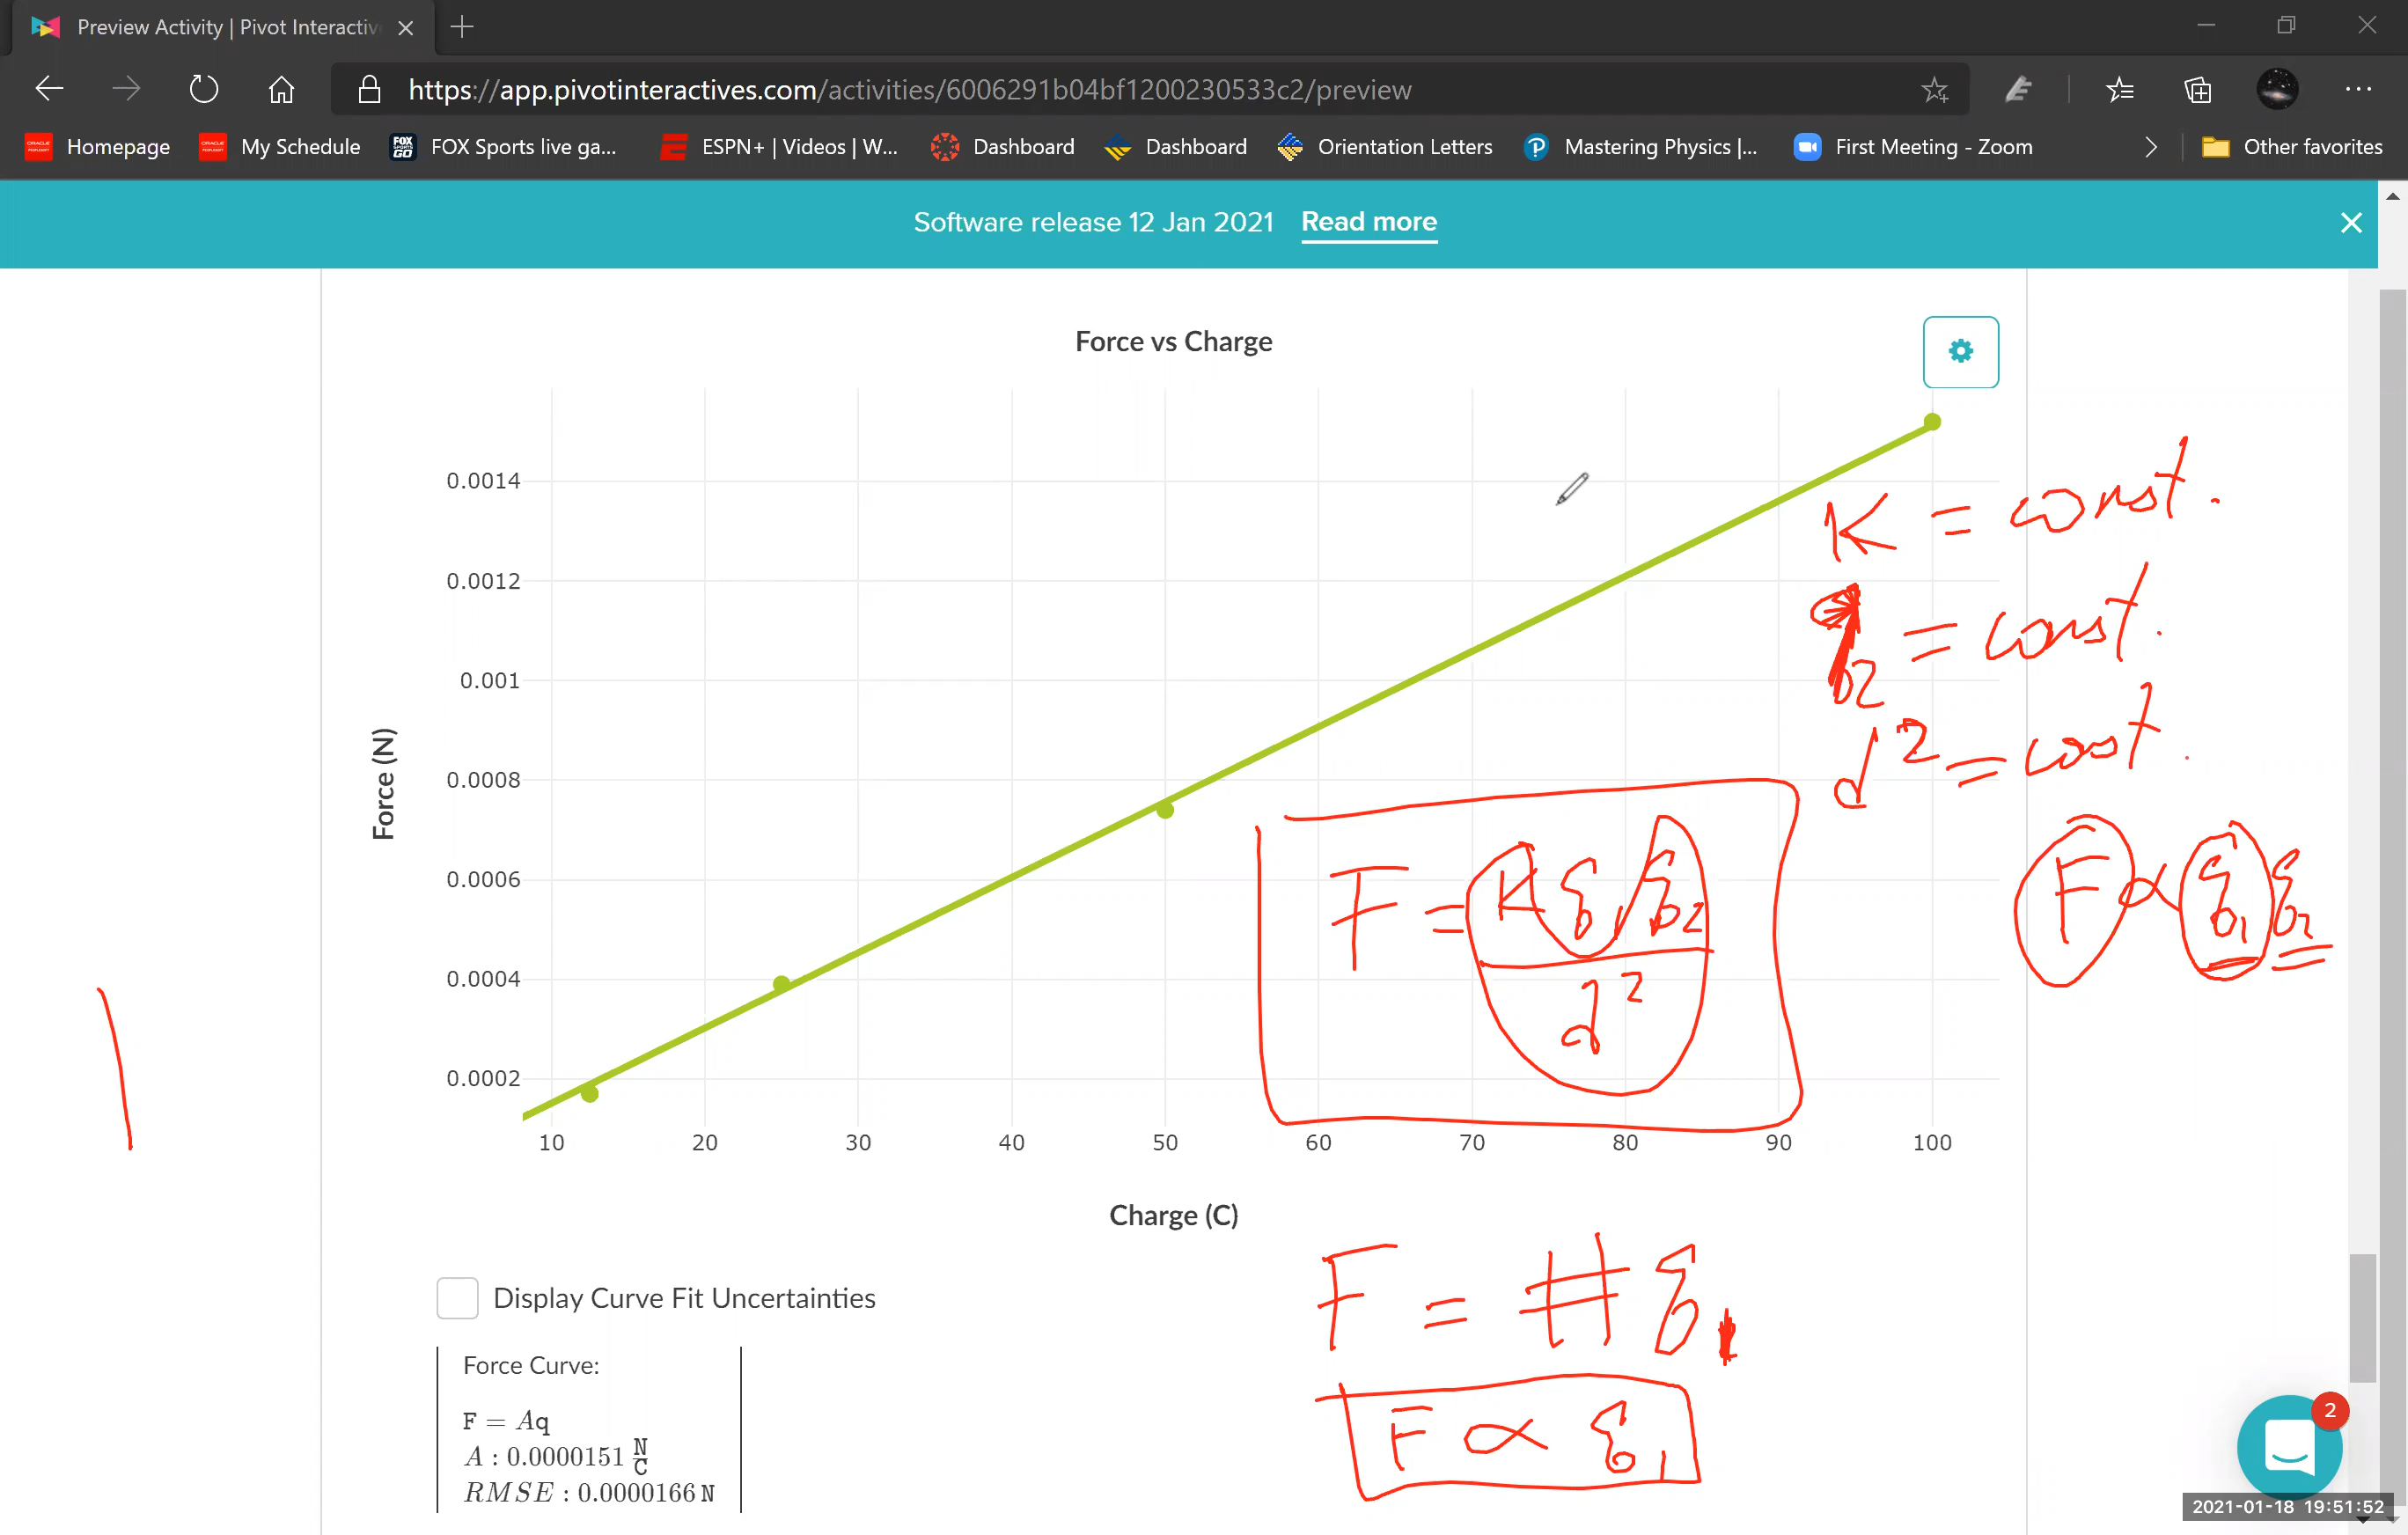 Preview Activity | Pivot Interactiv
https://app.pivotinteractives.com/activities/6006291b04bf1200230533c2/preview
Homepage My Schedule FOX Sports live ga... ESPN+ | Videos | W... Dashboard Dashboard Orientation Letters Mastering Physics |... First Meeting - Zoom Other favorites
Software release 12 Jan 2021 Read more
Force vs Charge
0.0014
0.0012
0.001
0.0008
0.0006
0.0004
0.0002
Force (N)
10 20 30 40 50 60 70 80 90 100
Charge (C)
K = const.
q2 = const.
d² = const.
F = K q1 q2 / d²
F ∝ q1 q2
F = # q1
F ∝ q1
Display Curve Fit Uncertainties
Force Curve:
F = Aq
A : 0.0000151 N/C
RMSE : 0.0000166 N
2
2021-01-18 19:51:52